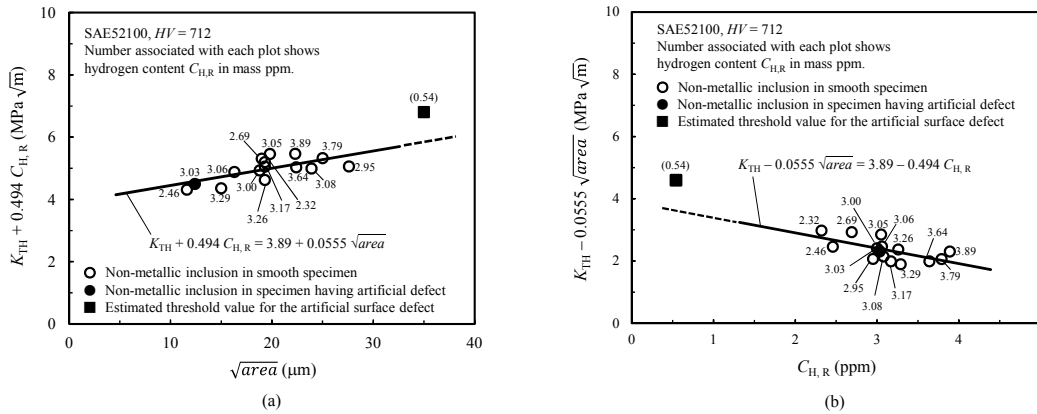 10
8
6
4
2
0
0
10
20
30
40
K_TH + 0.494 C_H,R (MPa √m)
√area (μm)
SAE52100, HV = 712
Number associated with each plot shows
hydrogen content C_H,R in mass ppm.
(0.54)
2.69
3.05
3.89
3.79
3.03
3.06
2.95
2.46
3.29
3.00
3.64
3.08
2.32
3.17
3.26
K_TH + 0.494 C_H,R = 3.89 + 0.0555 √area
Non-metallic inclusion in smooth specimen
Non-metallic inclusion in specimen having artificial defect
Estimated threshold value for the artificial surface defect
(a)
10
8
6
4
2
0
0
1
2
3
4
K_TH − 0.0555 √area (MPa √m)
C_H, R (ppm)
SAE52100, HV = 712
Number associated with each plot shows
hydrogen content C_H,R in mass ppm.
Non-metallic inclusion in smooth specimen
Non-metallic inclusion in specimen having artificial defect
Estimated threshold value for the artificial surface defect
(0.54)
K_TH − 0.0555 √area = 3.89 − 0.494 C_H,R
3.00
2.32
2.69
3.05
3.06
3.26
3.64
3.89
2.46
3.03
2.95
3.08
3.17
3.29
3.79
(b)